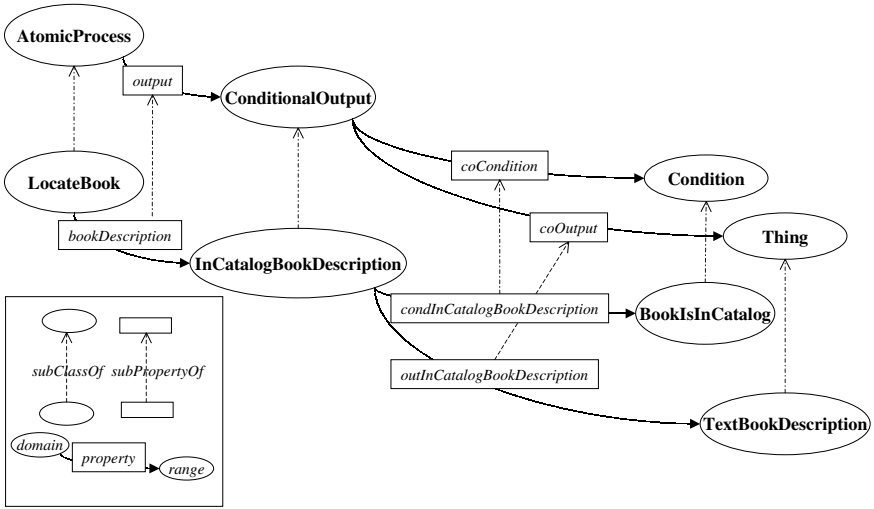 AtomicProcess
output
ConditionalOutput
coCondition
Condition
LocateBook
bookDescription
coOutput
Thing
InCatalogBookDescription
condInCatalogBookDescription
BookIsInCatalog
outInCatalogBookDescription
TextBookDescription
subClassOf
subPropertyOf
domain
property
range